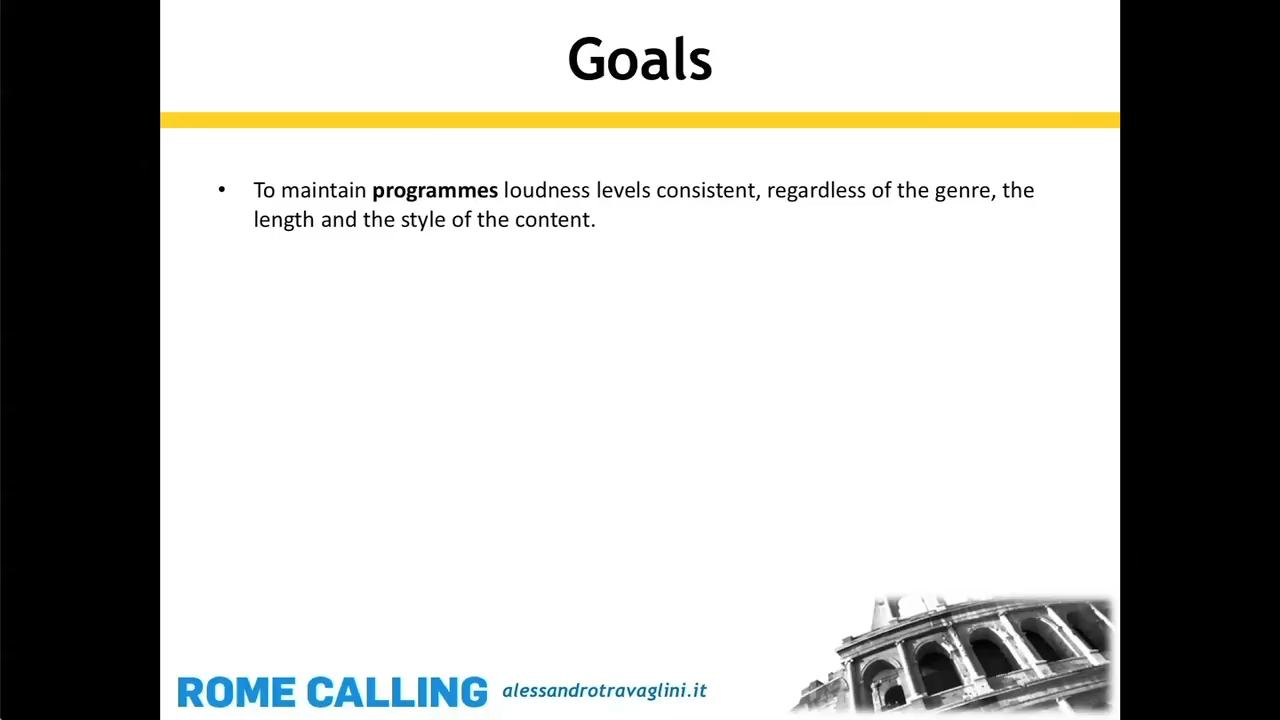 Goals
• To maintain programmes loudness levels consistent, regardless of the genre, the
length and the style of the content.
ROME CALLING alessandrotravaglini.it